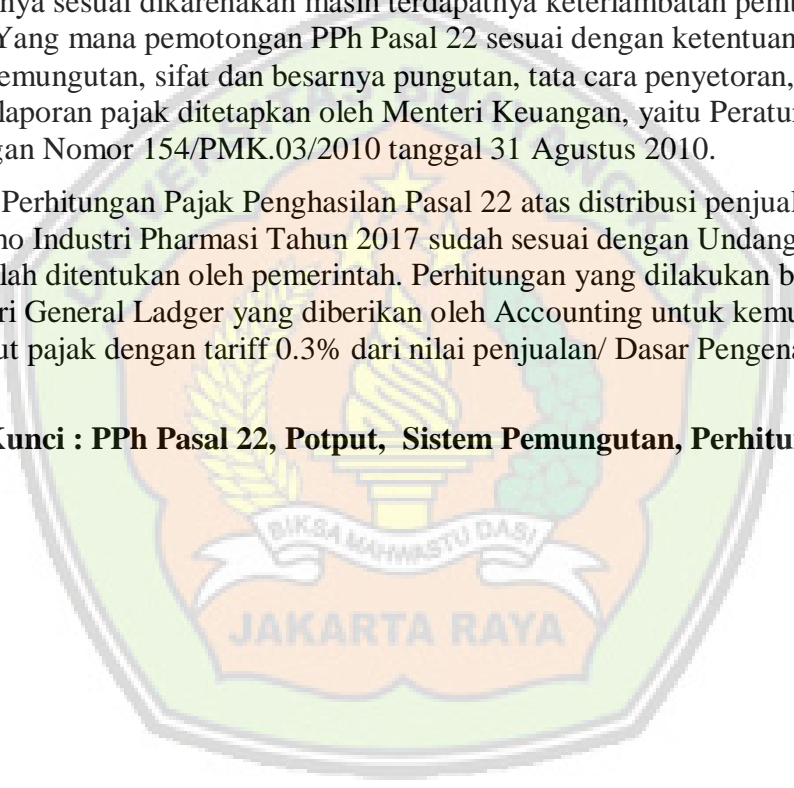 nya sesuai dikarenakan masih terdapatnya keterlambatan
Yang mana pemotongan PPh Pasal 22 sesuai dengan ketentuan
emungutan, sifat dan besarnya pungutan, tata cara penyetoran,
laporan pajak ditetapkan oleh Menteri Keuangan, yaitu Peratu
gan Nomor 154/PMK.03/2010 tanggal 31 Agustus 2010.
Perhitungan Pajak Penghasilan Pasal 22 atas distribusi penjual
no Industri Pharmasi Tahun 2017 sudah sesuai dengan Undang
lah ditentukan oleh pemerintah. Perhitungan yang dilakukan b
ri General Ladger yang diberikan oleh Accounting untuk kemu
ut pajak dengan tariff 0.3% dari nilai penjualan/ Dasar Pengena
Kunci : PPh Pasal 22, Potput, Sistem Pemungutan, Perhitu
UNIVERSITAS BHAYANGKARA
BIKSA MAHWASTU DASI
JAKARTA RAYA